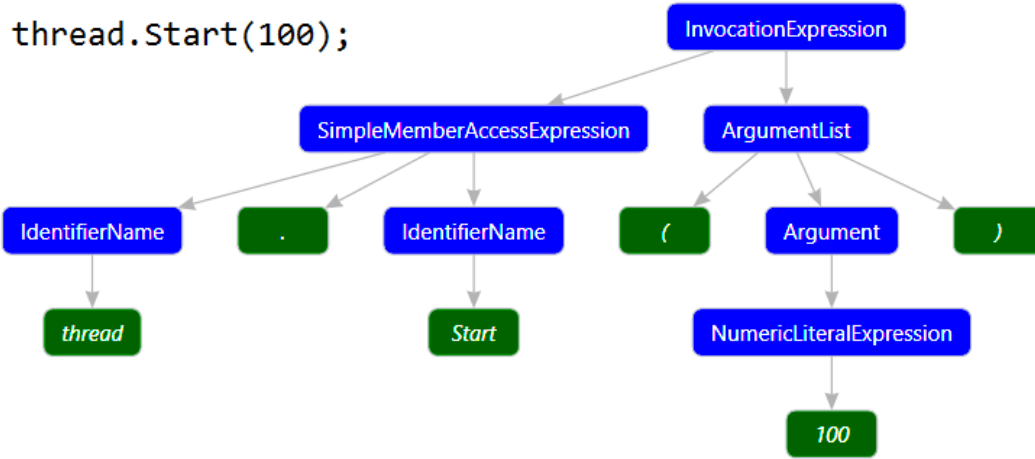 thread.Start(100);
InvocationExpression
SimpleMemberAccessExpression ArgumentList
IdentifierName . IdentifierName ( Argument )
thread Start NumericLiteralExpression
100